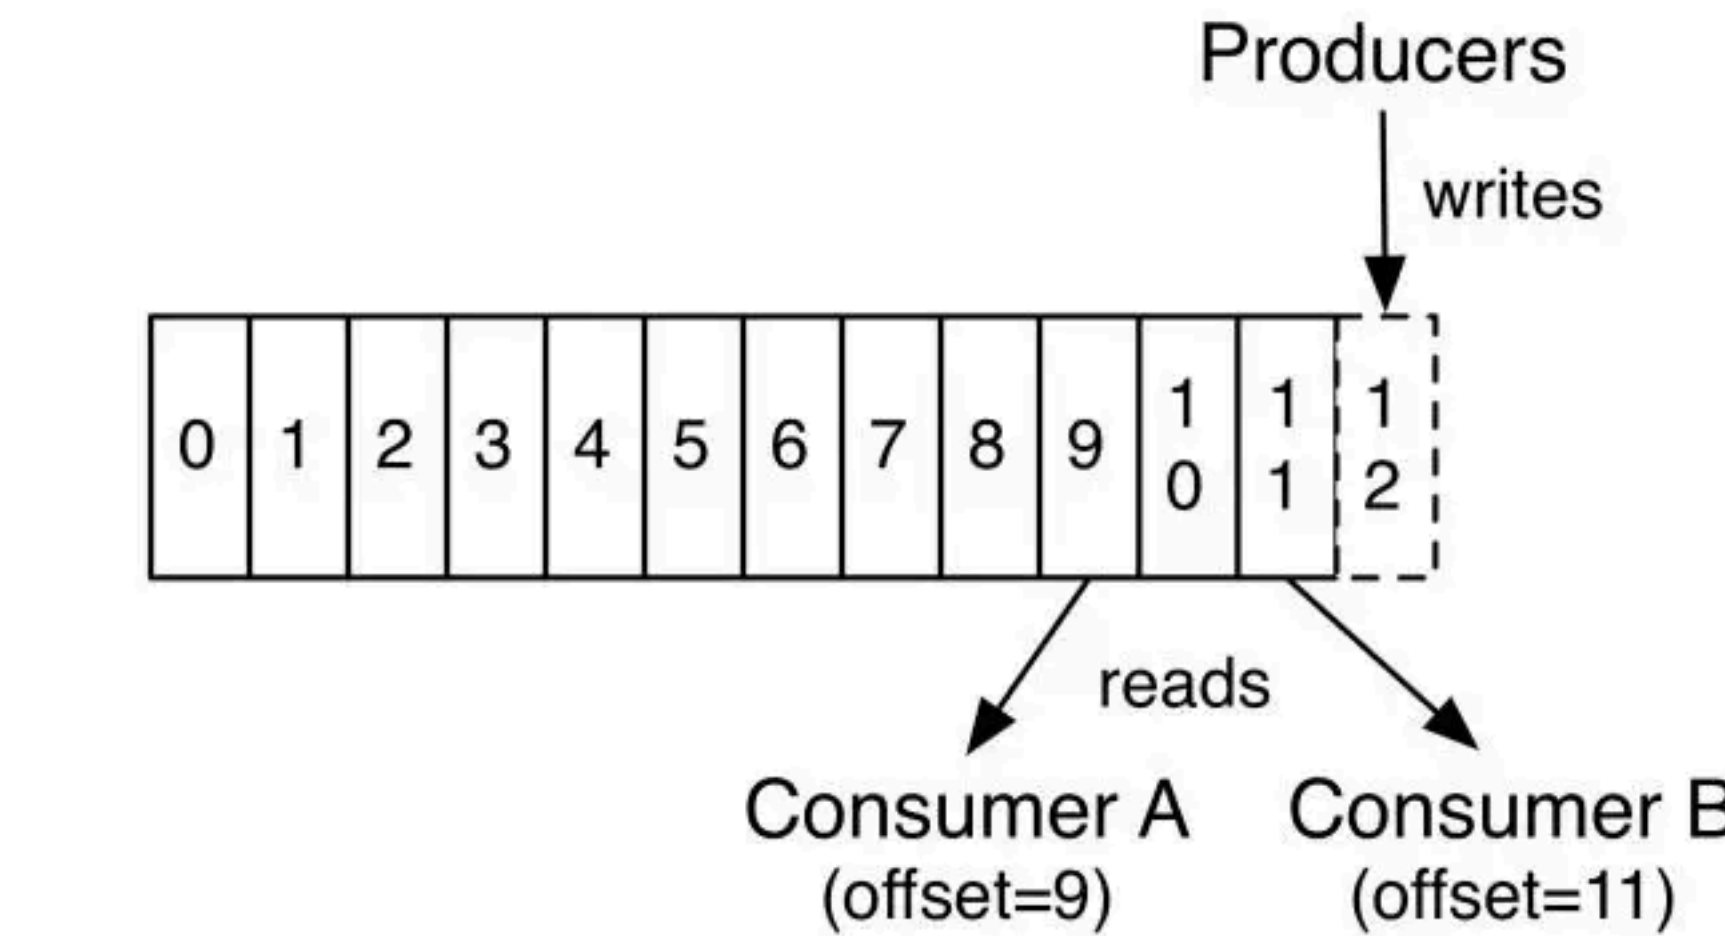 Producers
writes
0 1 2 3 4 5 6 7 8 9 10 11 12
reads
Consumer A
(offset=9)
Consumer B
(offset=11)